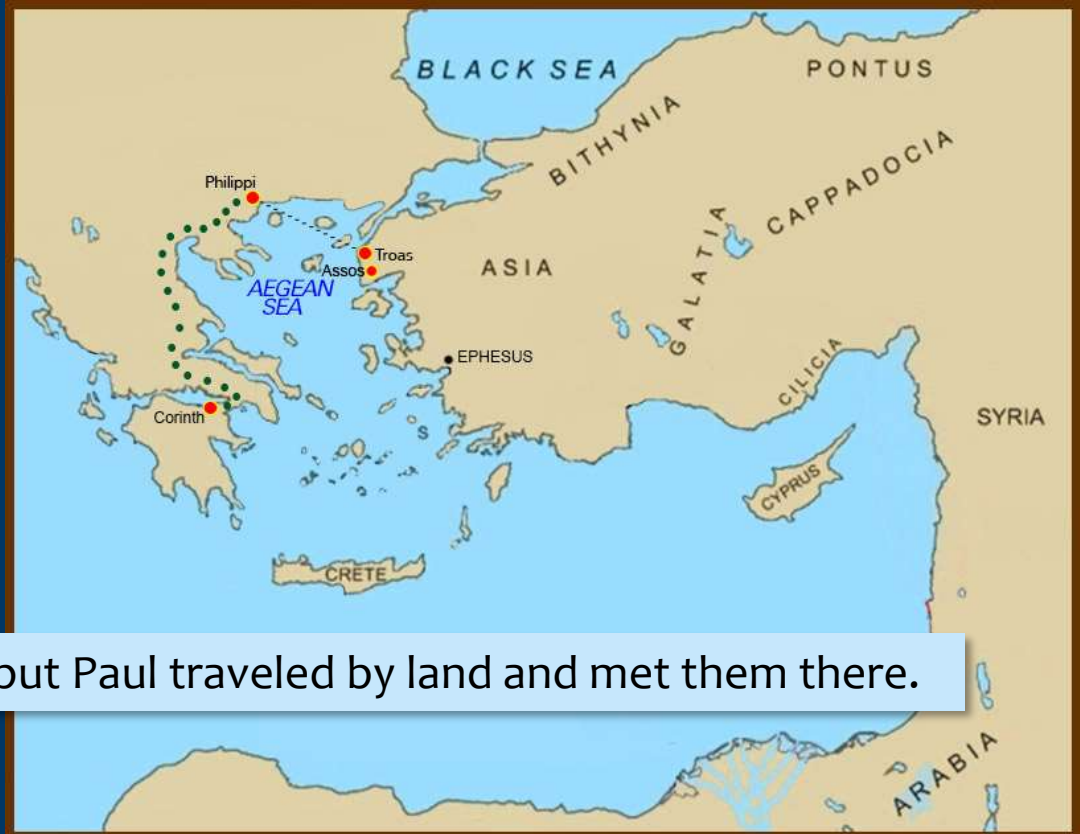 BLACK SEA
PONTUS
BITHYNIA
CAPPADOCIA
Philippi
GALATIA
Troas
Assos
ASIA
AEGEAN
SEA
EPHESUS
CILICIA
Corinth
SYRIA
S
CYPRUS
CRETE
but Paul traveled by land and met them there.
ARABIA